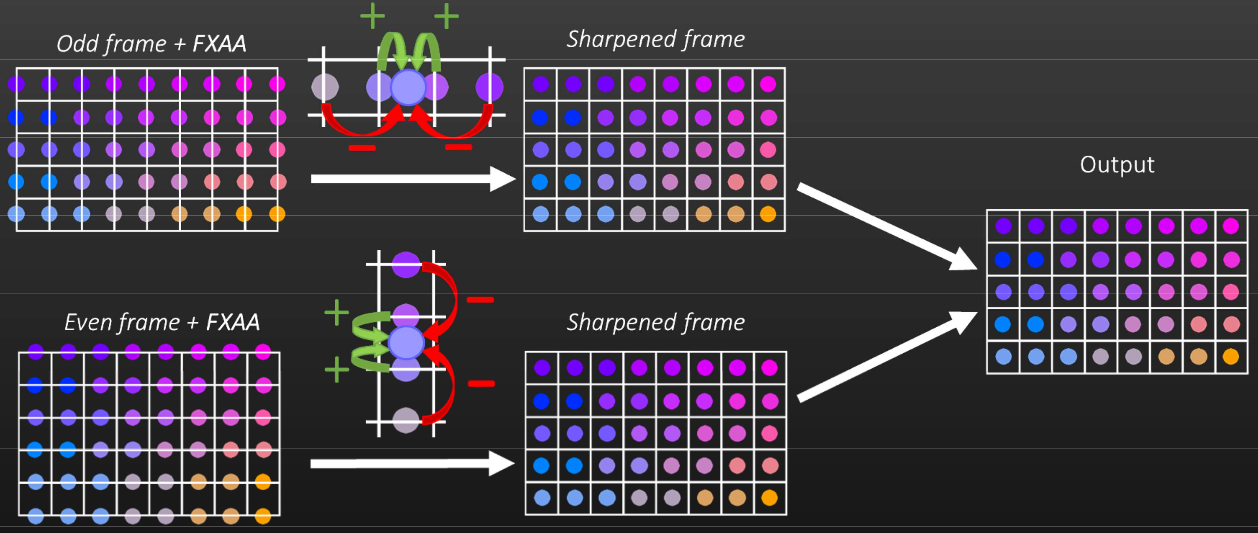 Odd frame + FXAA
+ +
Sharpened frame
− −
Output
Even frame + FXAA
+
+
−
−
Sharpened frame